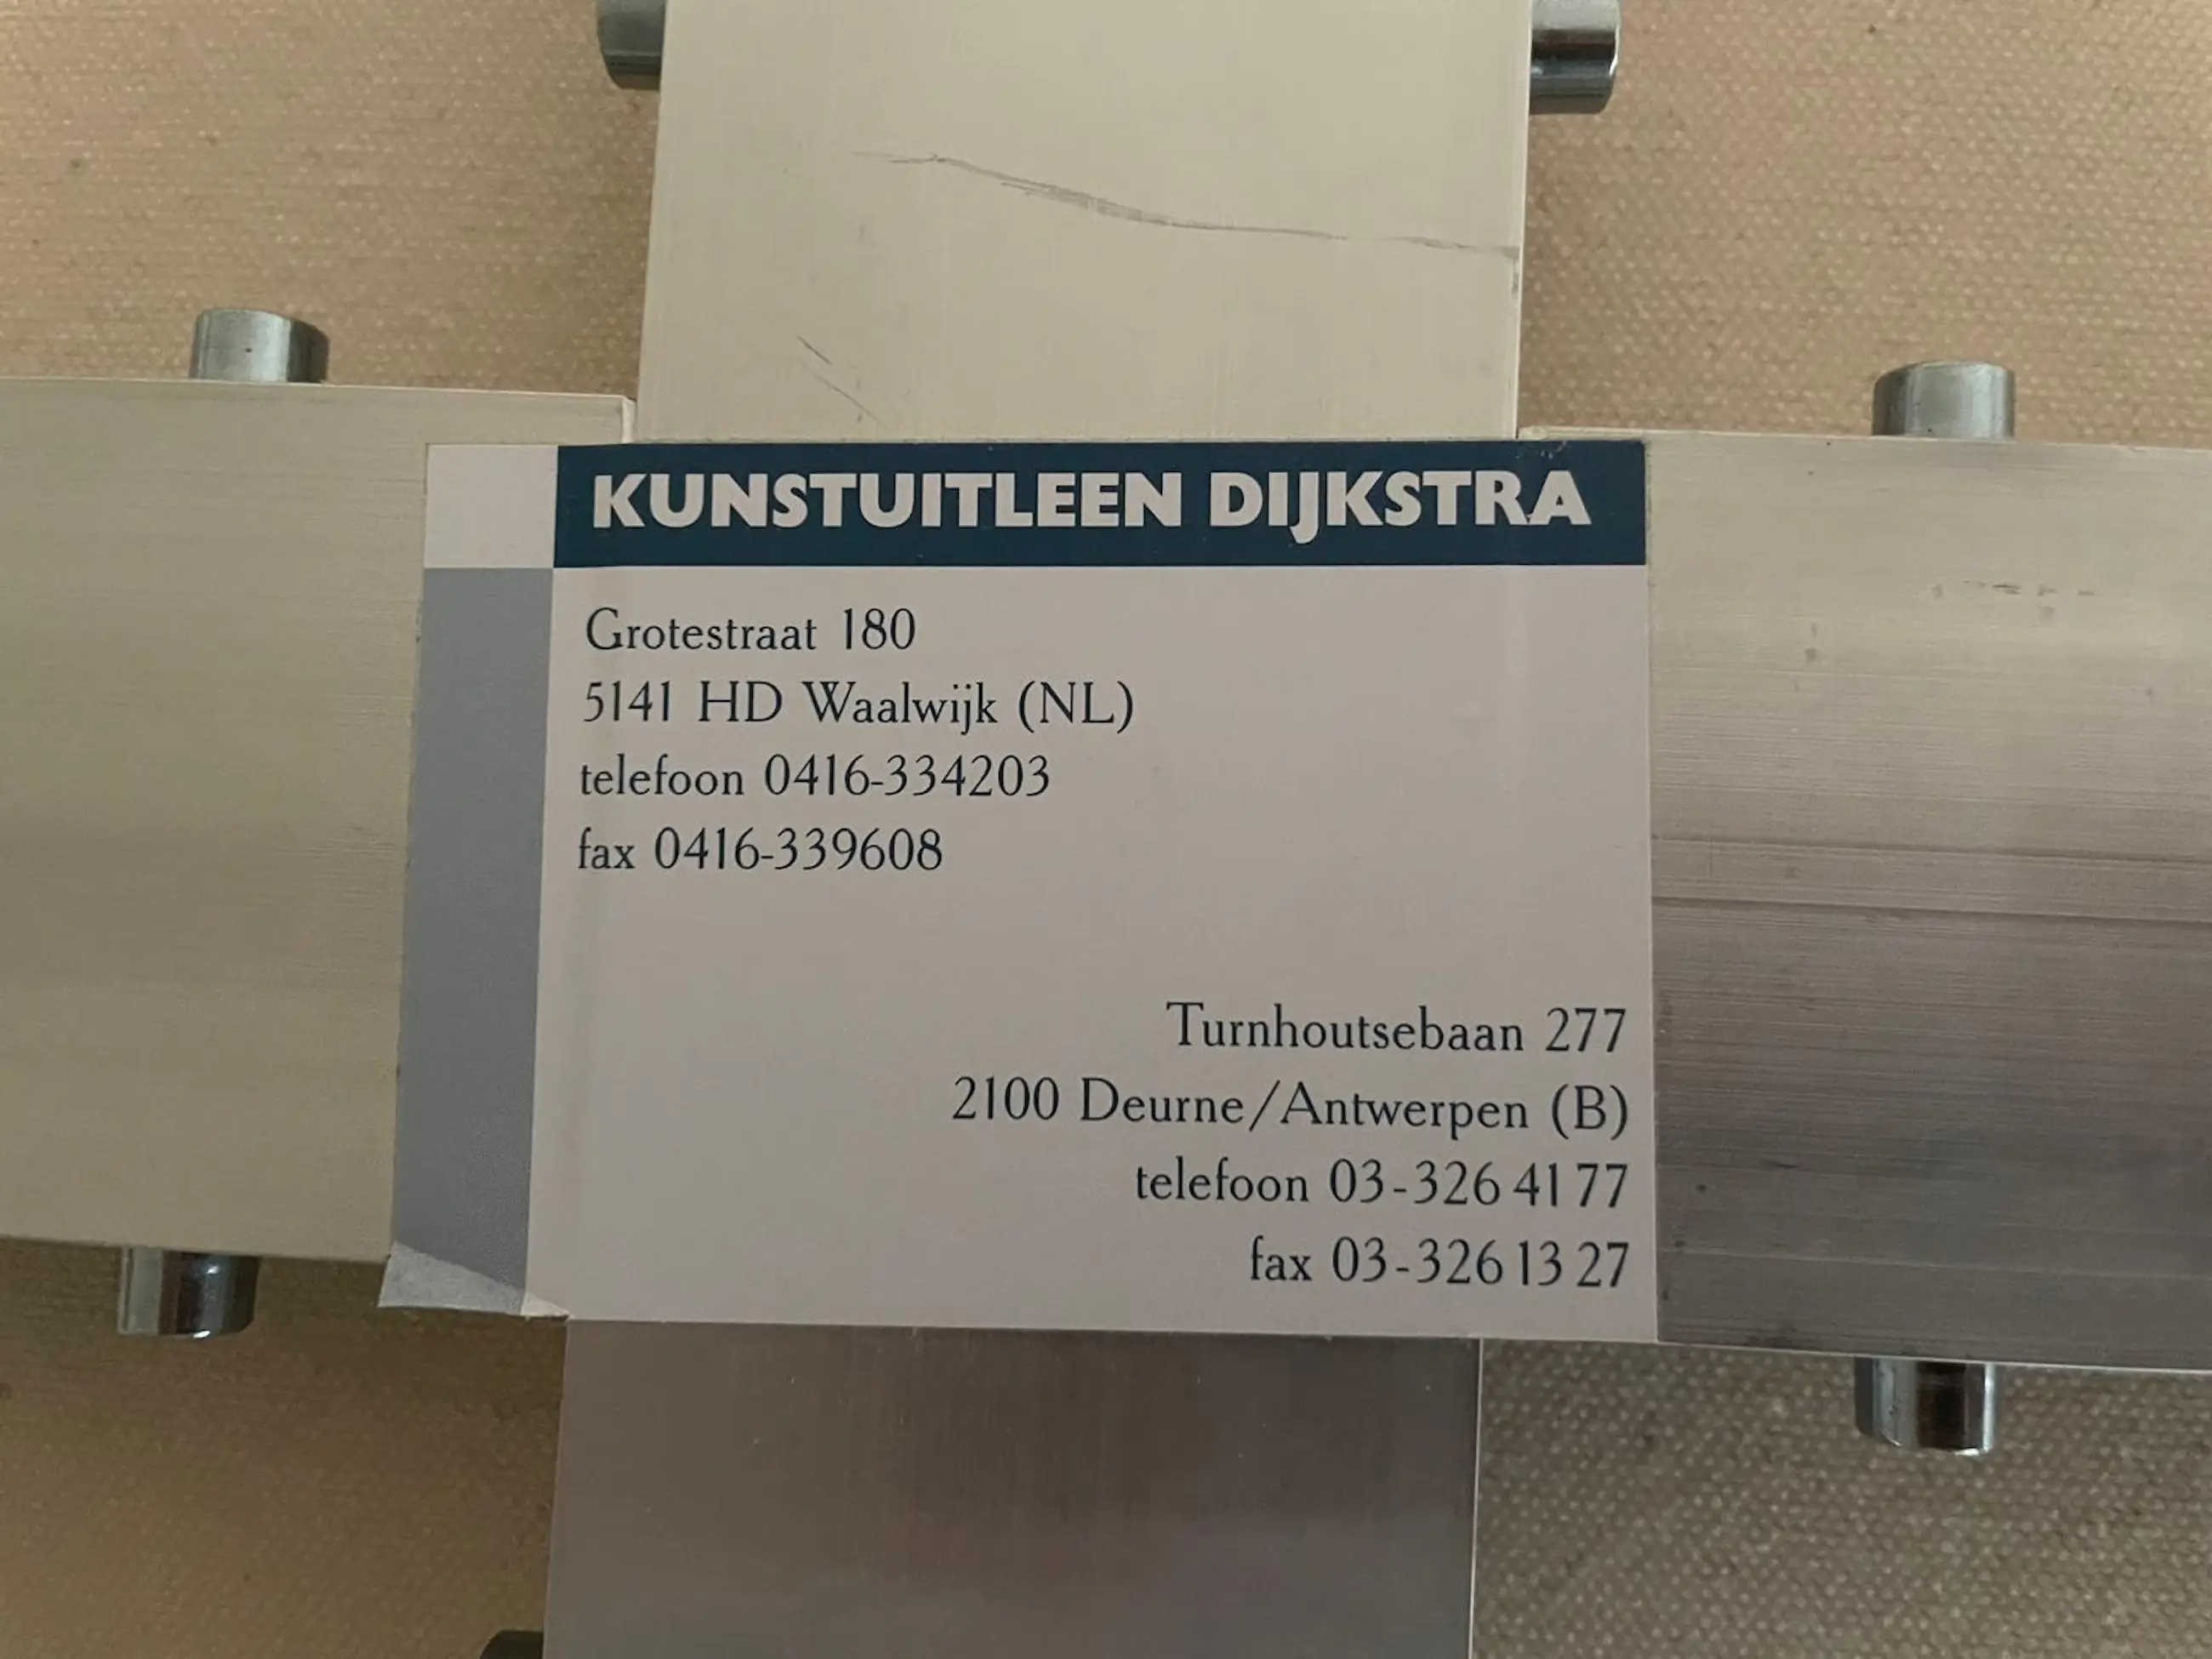 KUNSTUITLEEN DIJKSTRA
Grotestraat 180
5141 HD Waalwijk (NL)
telefoon 0416-334203
fax 0416-339608
Turnhoutsebaan 277
2100 Deurne/Antwerpen (B)
telefoon 03-326 41 77
fax 03-326 13 27